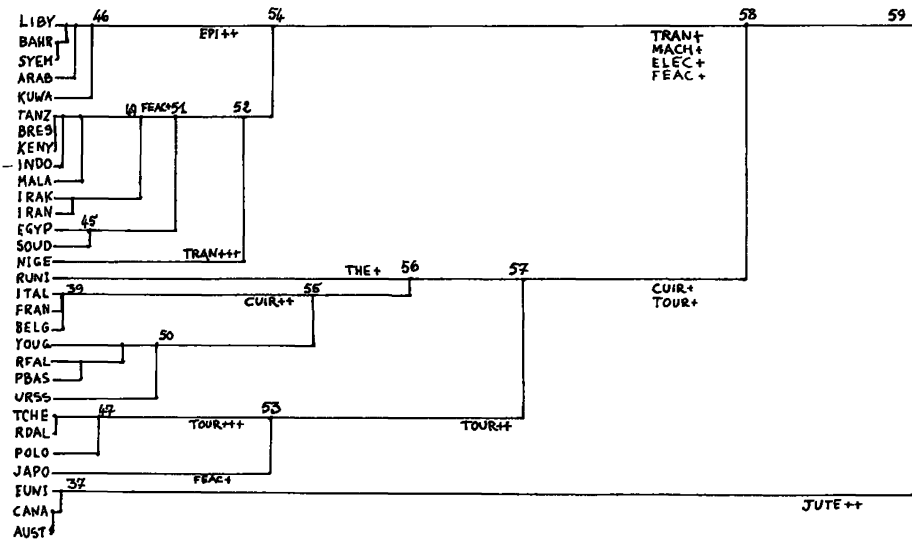 54 58 59
LIBY 46
EPI++
BAHR
TRAN+
MACH+
ELEC+
FEAC+
SYEM
ARAB
KUWA
TANZ 49 FEAC+ 51 52
BRES
KENY
INDO
MALA
IRAK
IRAN
EGYP 45
SOUD
NIGE TRAN+++
RUNI THE+ 56 57
ITAL 39 CUIR++ 55 CUIR+
TOUR+
FRAN
BELG
YOUG 50
RFAL
PBAS
URSS
TCHE 47 TOUR+++ 53 TOUR++
RDAL
POLO
JAPO FEAC+
EUNI 37
JUTE++
CANA
AUST